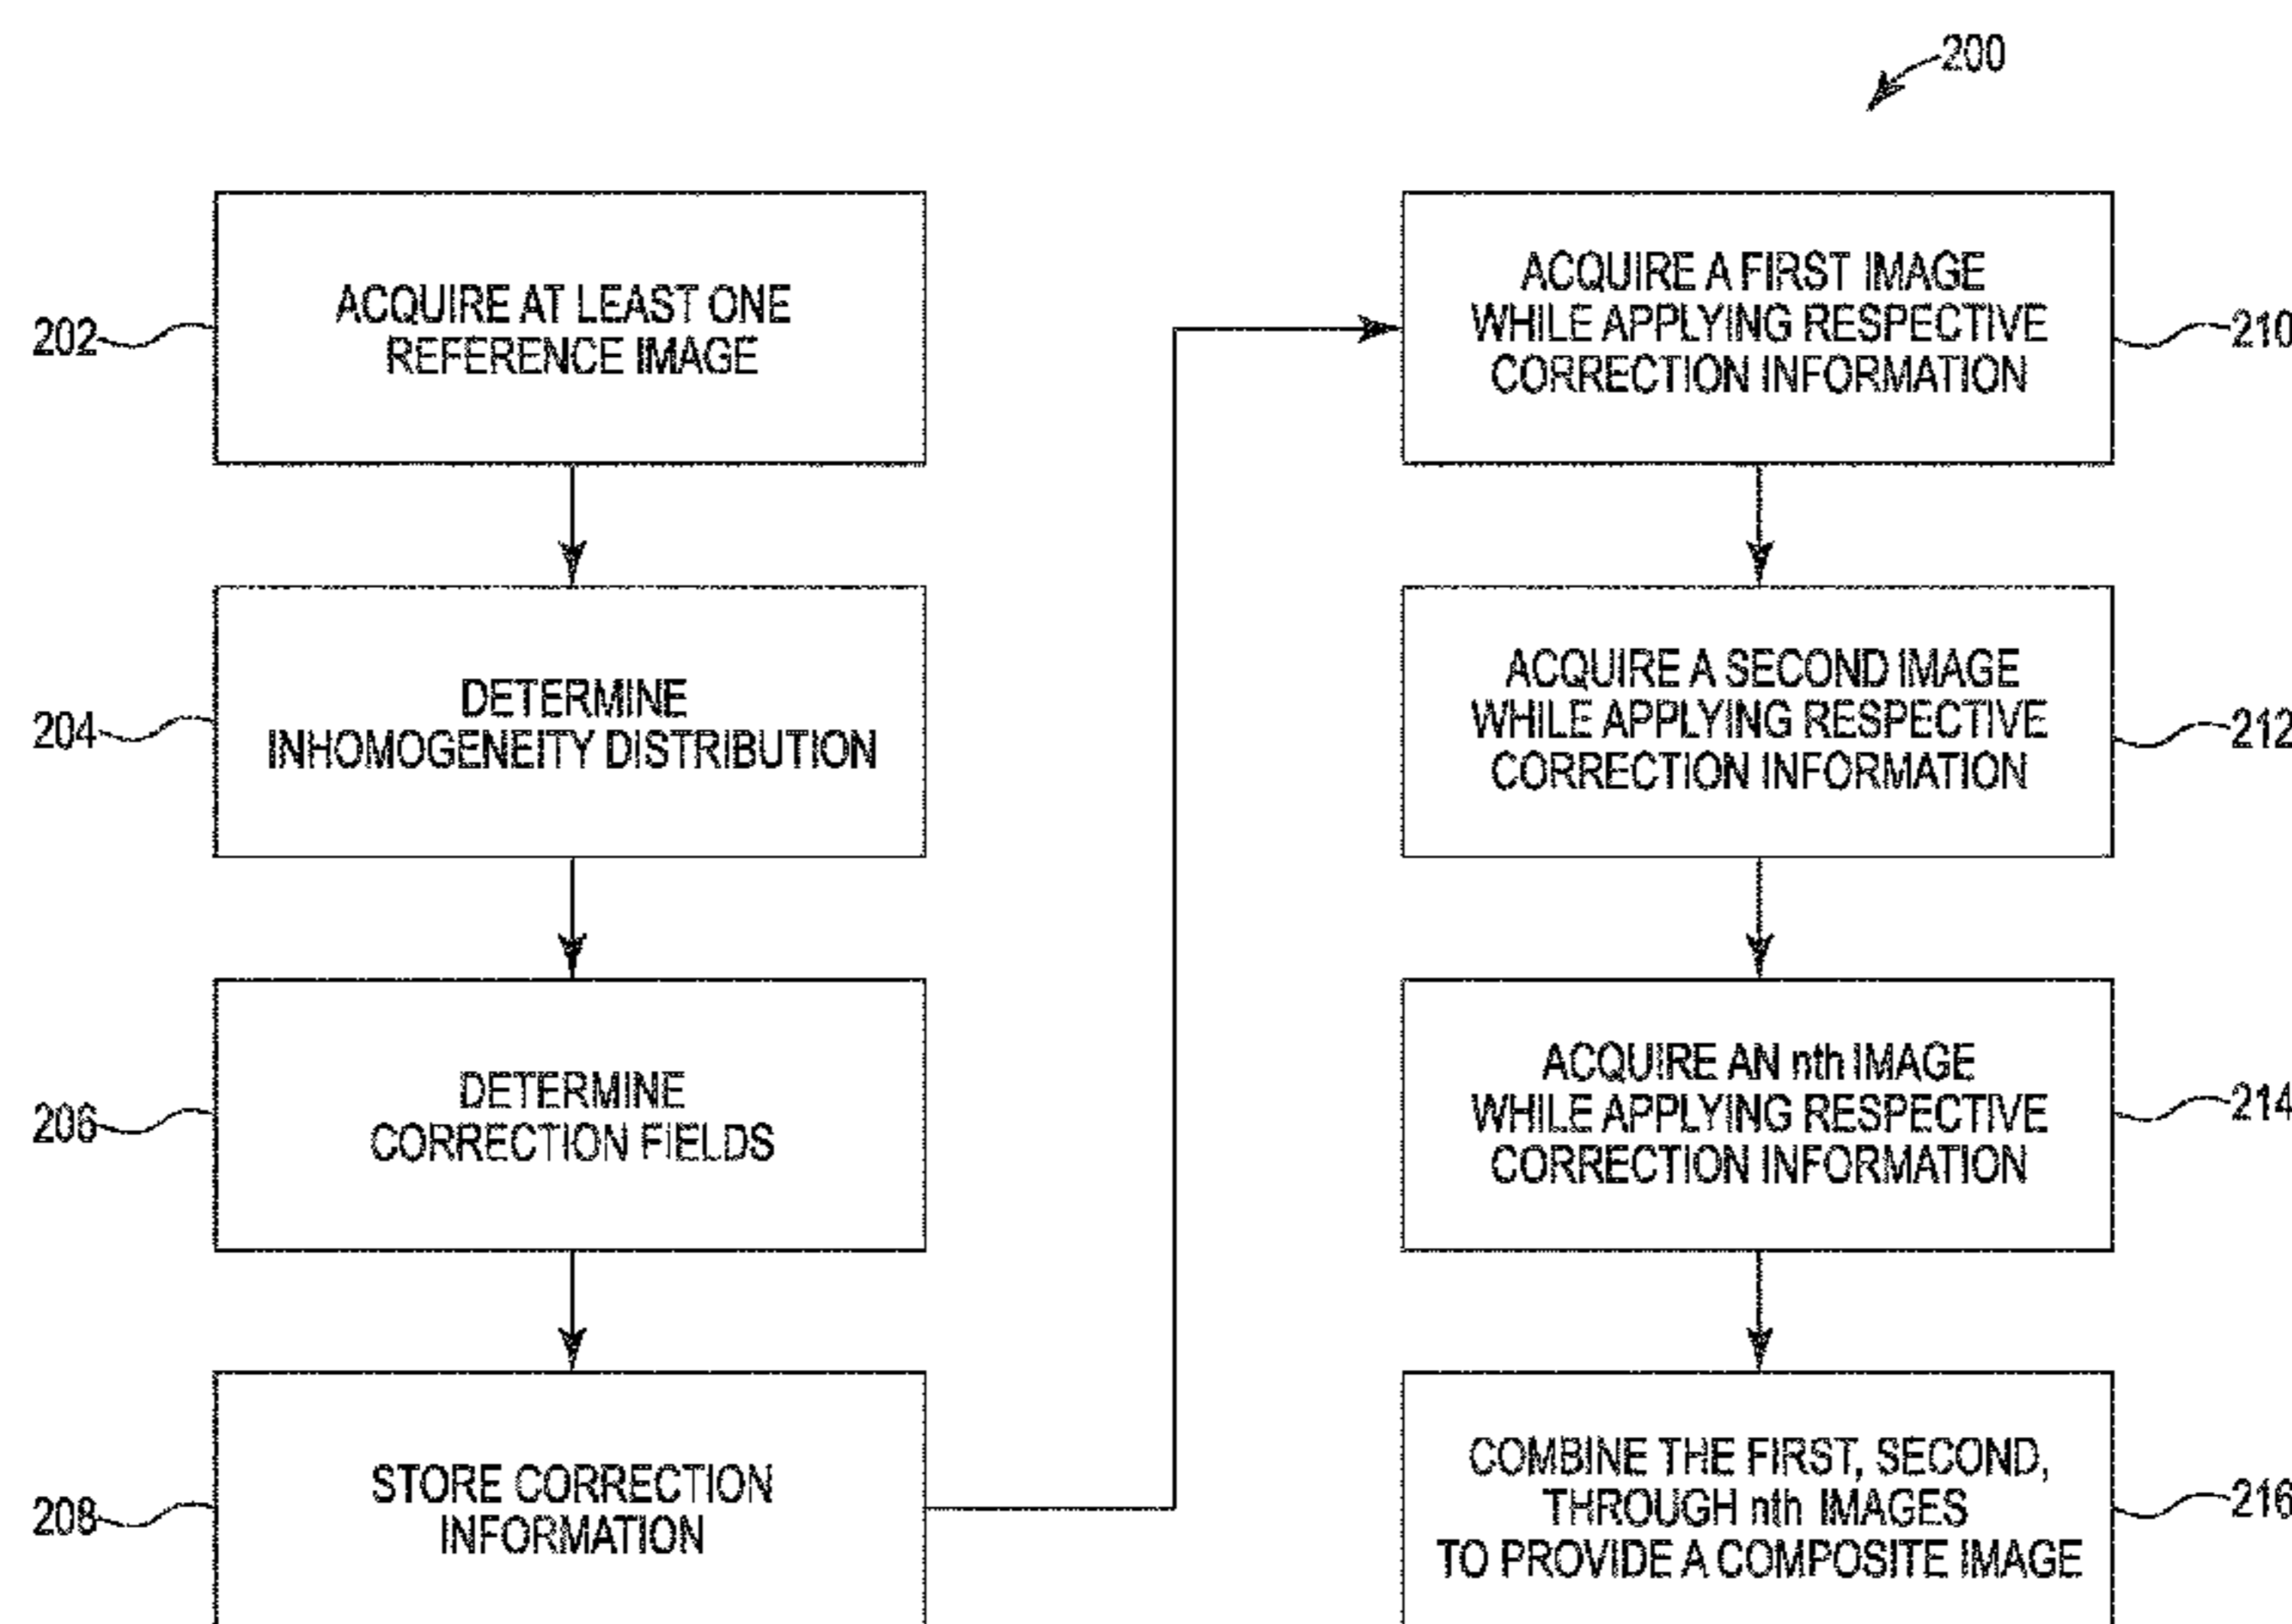 200
202
ACQUIRE AT LEAST ONE
REFERENCE IMAGE
204
DETERMINE
INHOMOGENEITY DISTRIBUTION
206
DETERMINE
CORRECTION FIELDS
208
STORE CORRECTION
INFORMATION
ACQUIRE A FIRST IMAGE
WHILE APPLYING RESPECTIVE
CORRECTION INFORMATION
210
ACQUIRE A SECOND IMAGE
WHILE APPLYING RESPECTIVE
CORRECTION INFORMATION
212
ACQUIRE AN nth IMAGE
WHILE APPLYING RESPECTIVE
CORRECTION INFORMATION
214
COMBINE THE FIRST, SECOND,
THROUGH nth IMAGES
TO PROVIDE A COMPOSITE IMAGE
216